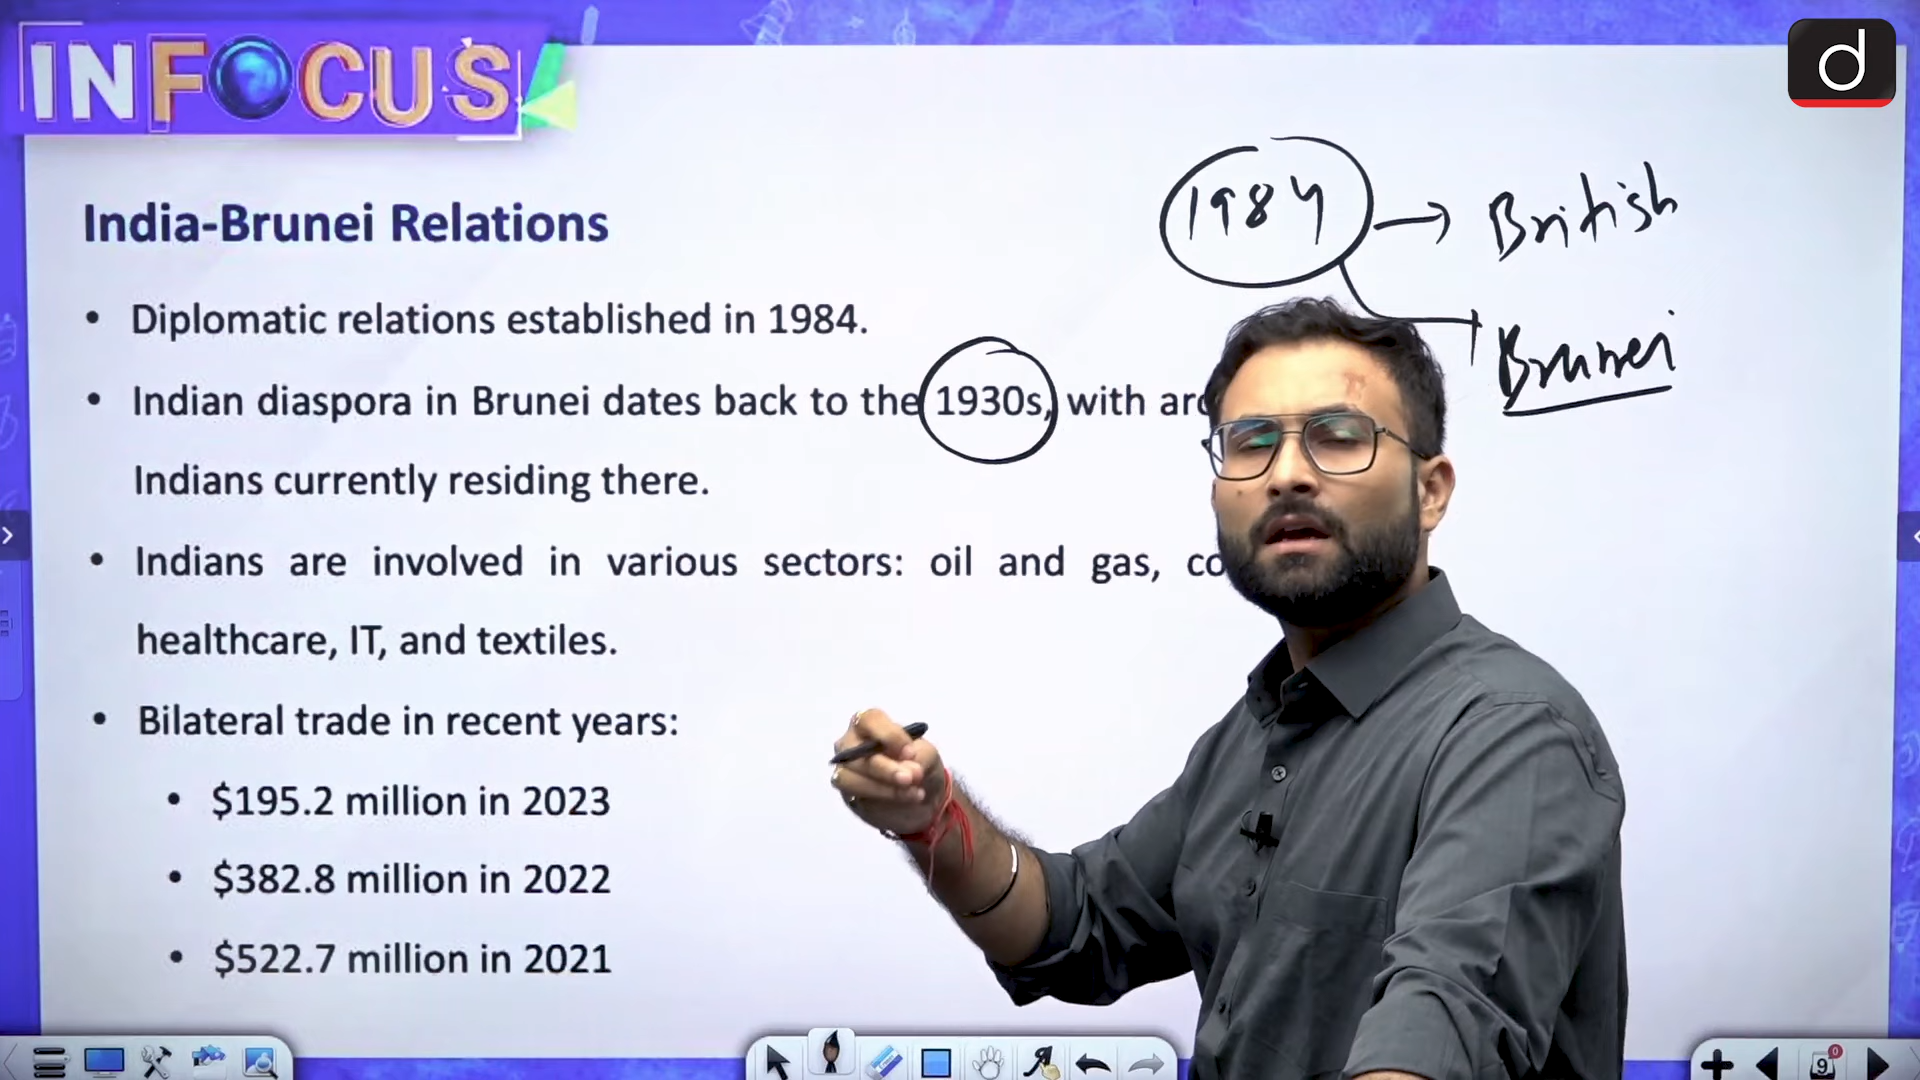 INFOCUS
d
1984 → British
Brunei
India-Brunei Relations
• Diplomatic relations established in 1984.
• Indian diaspora in Brunei dates back to the 1930s, with
Indians currently residing there.
• Indians are involved in various sectors: oil and gas,
healthcare, IT, and textiles.
• Bilateral trade in recent years:
• $195.2 million in 2023
• $382.8 million in 2022
• $522.7 million in 2021
9
0